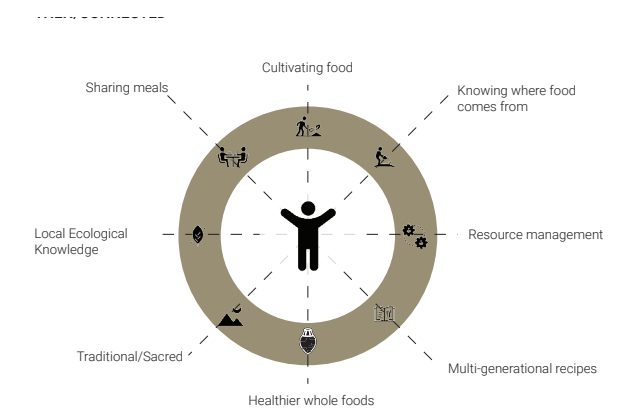 Cultivating food
Sharing meals
Knowing where food
comes from
Local Ecological
Knowledge
Resource management
Traditional/Sacred
Multi-generational recipes
Healthier whole foods